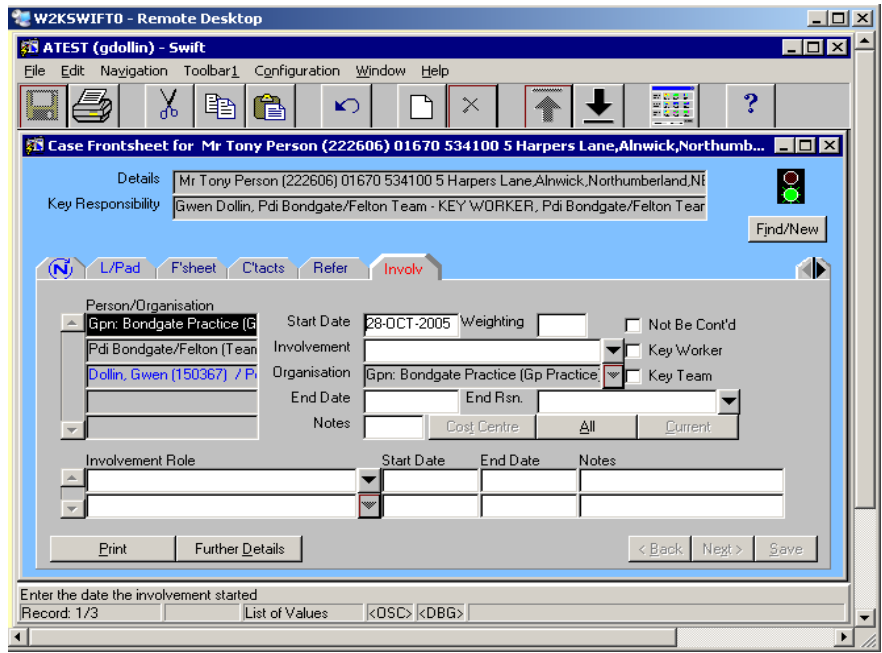 W2KSWIFT0 - Remote Desktop
ATEST (gdollin) - Swift
File Edit Navigation Toolbar1 Configuration Window Help
?
Case Frontsheet for Mr Tony Person (222606) 01670 534100 5 Harpers Lane,Alnwick,Northumb...
Details Mr Tony Person (222606) 01670 534100 5 Harpers Lane,Alnwick,Northumberland,NE
Key Responsibility Gwen Dollin, Pdi Bondgate/Felton Team - KEY WORKER, Pdi Bondgate/Felton Tear
Find/New
N L/Pad F'sheet C'tacts Refer Involv
Person/Organisation
Gpn: Bondgate Practice (G Start Date 28-OCT-2005 Weighting Not Be Cont'd
Pdi Bondgate/Felton (Tean Involvement Key Worker
Dollin, Gwen (150367) / P Organisation Gpn: Bondgate Practice (Gp Practice) Key Team
End Date End Rsn.
Notes Cost Centre All Current
Involvement Role Start Date End Date Notes
Print Further Details < Back Next > Save
Enter the date the involvement started
Record: 1/3 List of Values <OSC> <DBG>